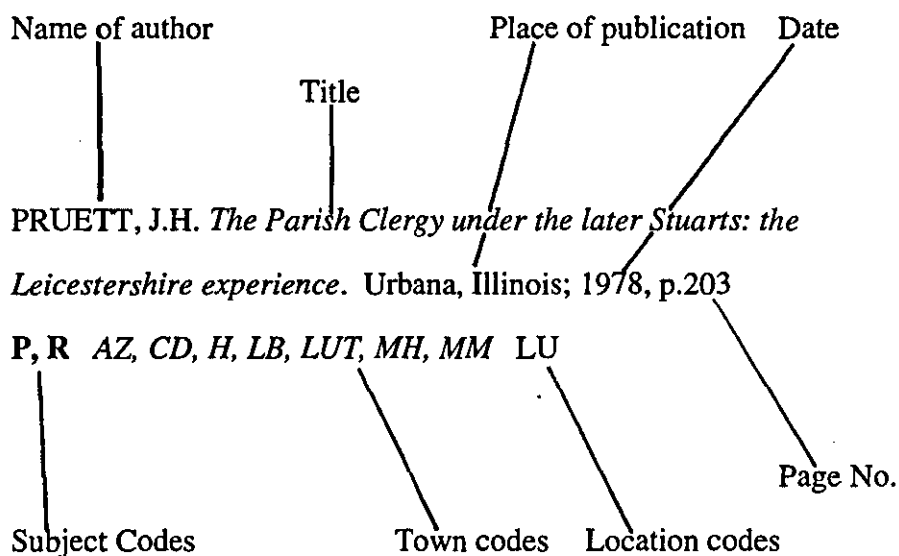 Name of author Place of publication Date
Title
PRUETT, J.H. The Parish Clergy under the later Stuarts: the
Leicestershire experience. Urbana, Illinois; 1978, p.203
P, R AZ, CD, H, LB, LUT, MH, MM LU
Page No.
Subject Codes Town codes Location codes